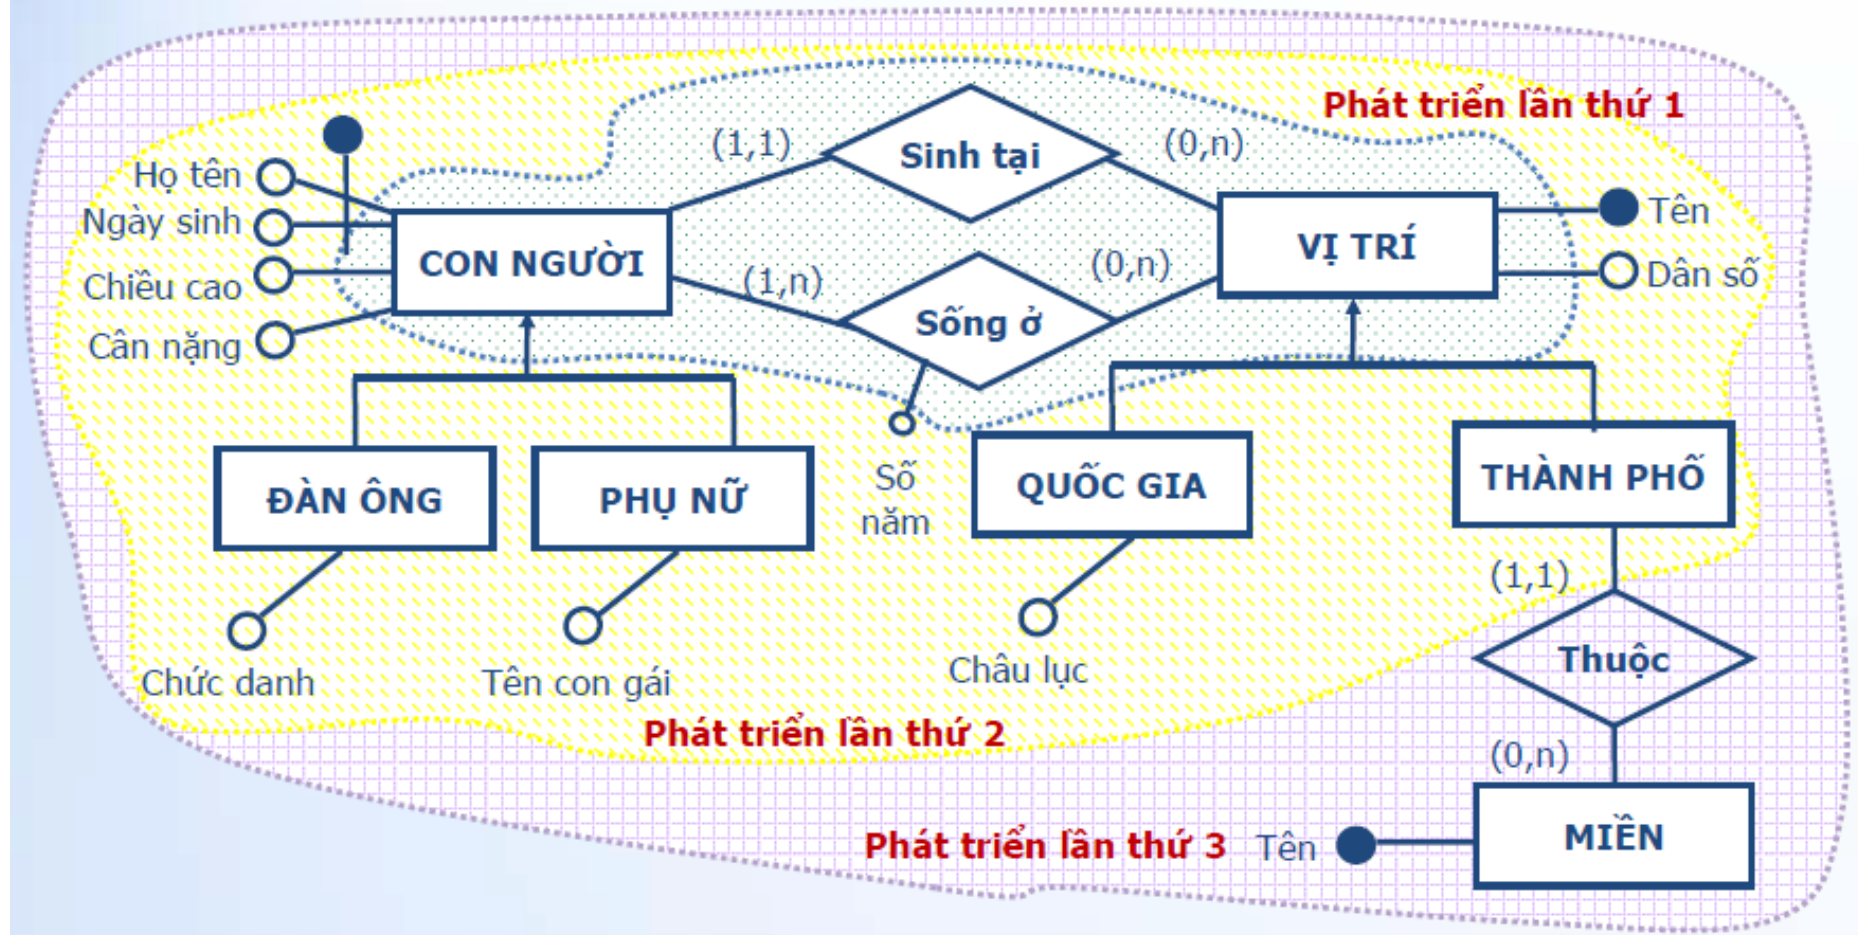 Phát triển lần thứ 1
Sinh tại
(1,1)
(0,n)
Họ tên
Ngày sinh
Chiều cao
Cân nặng
CON NGƯỜI
VỊ TRÍ
Tên
Dân số
(1,n)
(0,n)
Sống ở
ĐÀN ÔNG
PHỤ NỮ
Số
năm
QUỐC GIA
THÀNH PHỐ
(1,1)
Chức danh
Tên con gái
Châu lục
Thuộc
Phát triển lần thứ 2
(0,n)
Phát triển lần thứ 3
Tên
MIỀN